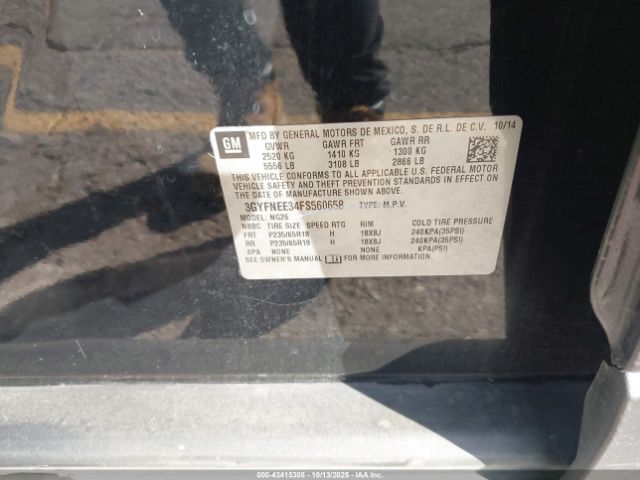 GM
MFD BY GENERAL MOTORS DE MEXICO, S. DE R.L. DE C.V. 10/14
GVWR GAWR FRT GAWR RR
2520 KG 1410 KG 1300 KG
5556 LB 3108 LB 2866 LB
THIS VEHICLE CONFORMS TO ALL APPLICABLE U.S. FEDERAL MOTOR
VEHICLE SAFETY, BUMPER, AND THEFT PREVENTION STANDARDS IN EFFECT ON
THE DATE OF MANUFACTURE SHOWN ABOVE.
3GYFNEE34FS560658 TYPE: M.P.V.
MODEL: NG26
NBBC TIRE SIZE SPEED RTG RIM COLD TIRE PRESSURE
FRT P235/65R18 H 18X8J 240KPA(35PSI)
RR P235/65R18 H 18X8J 240KPA(35PSI)
SPA NONE NONE KPA(PSI)
SEE OWNER'S MANUAL FOR MORE INFORMATION.
000-43415308 - 10/13/2025 - IAAI.COM